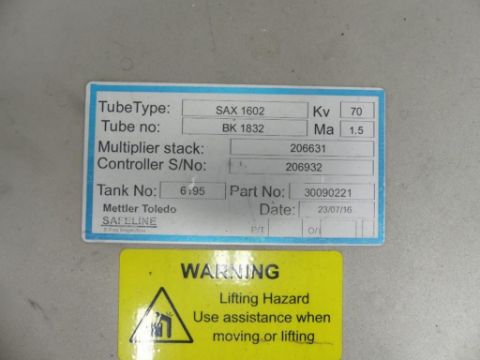 TubeType: SAX 1602 Kv 70
Tube no: BK 1832 Ma 1.5
Multiplier stack: 206631
Controller S/No: 206932
Tank No: 6195 Part No: 30090221
Mettler Toledo Date: 23/07/16
SAFELINE P/T O/I
WARNING
Lifting Hazard
Use assistance when
moving or lifting